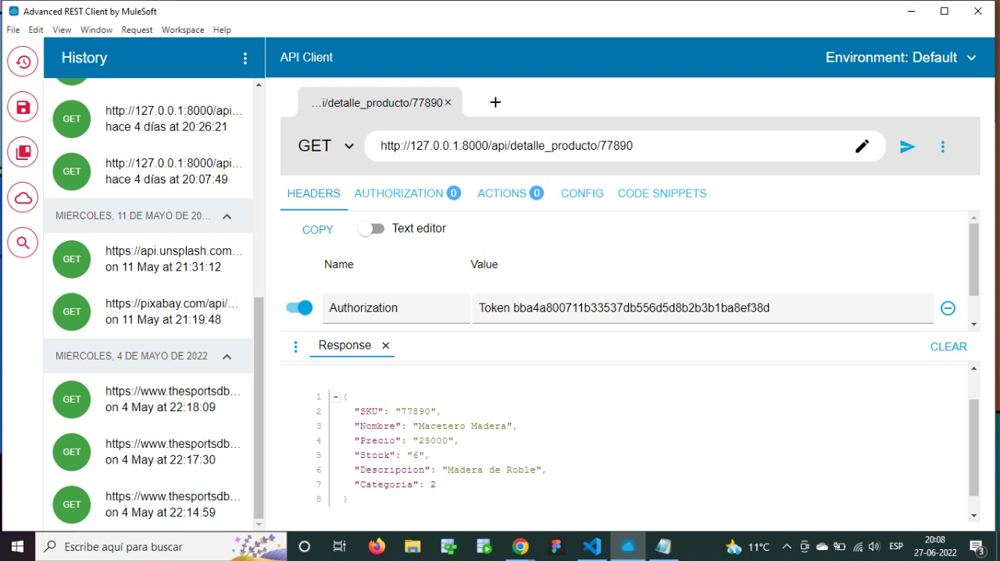 Advanced REST Client by MuleSoft
File Edit View Window Request Workspace Help
History
API Client
Environment: Default
GET
http://127.0.0.1:8000/api...
hace 4 días at 20:26:21
GET
http://127.0.0.1:8000/api...
hace 4 días at 20:07:49
MIÉRCOLES, 11 DE MAYO DE 20...
GET
https://api.unsplash.com...
on 11 May at 21:31:12
GET
https://pixabay.com/api/...
on 11 May at 21:19:48
MIÉRCOLES, 4 DE MAYO DE 2022
GET
https://www.thesportsdb...
on 4 May at 22:18:09
GET
https://www.thesportsdb...
on 4 May at 22:17:30
GET
https://www.thesportsdb...
on 4 May at 22:14:59
...i/detalle_producto/77890
GET
http://127.0.0.1:8000/api/detalle_producto/77890
HEADERS AUTHORIZATION 0 ACTIONS 0 CONFIG CODE SNIPPETS
COPY Text editor
Name Value
Authorization Token bba4a800711b33537db556d5d8b2b3b1ba8ef38d
Response CLEAR
1 {
2 "SKU": "77890",
3 "Nombre": "Macetero Madera",
4 "Precio": "25000",
5 "Stock": "6",
6 "Descripcion": "Madera de Roble",
7 "Categoria": 2
8 }
Escribe aquí para buscar
11°C
ESP
20:08
27-06-2022
3